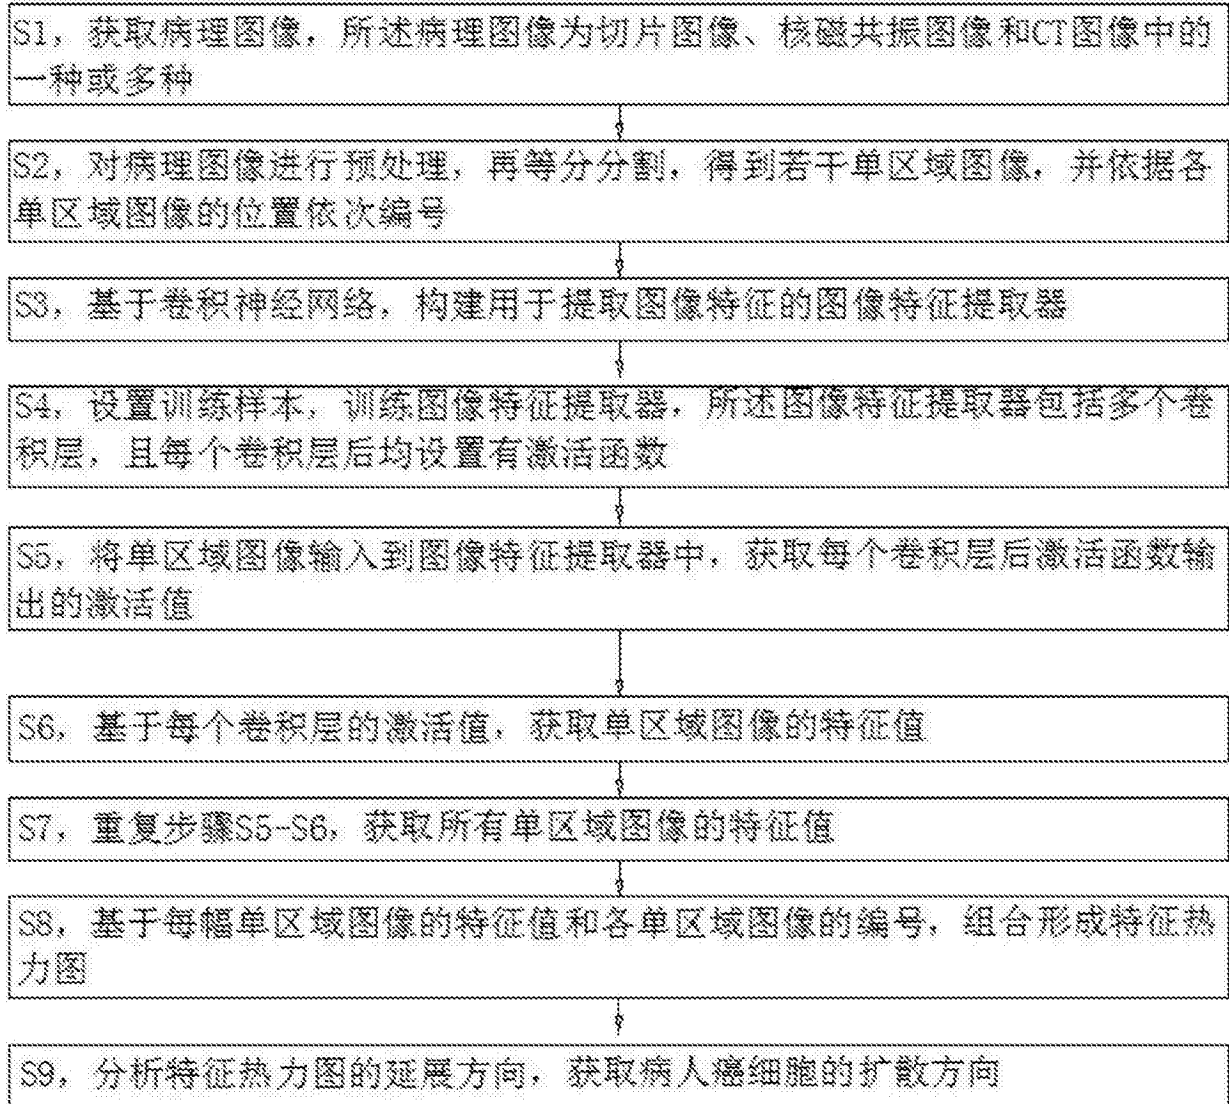 S1，获取病理图像，所述病理图像为切片图像、核磁共振图像和CT图像中的
一种或多种
S2，对病理图像进行预处理，再等分分割，得到若干单区域图像，并依据各
单区域图像的位置依次编号
S3，基于卷积神经网络，构建用于提取图像特征的图像特征提取器
S4，设置训练样本，训练图像特征提取器，所述图像特征提取器包括多个卷
积层，且每个卷积层后均设置有激活函数
S5，将单区域图像输入到图像特征提取器中，获取每个卷积层后激活函数输
出的激活值
S6，基于每个卷积层的激活值，获取单区域图像的特征值
S7，重复步骤S5-S6，获取所有单区域图像的特征值
S8，基于每幅单区域图像的特征值和各单区域图像的编号，组合形成特征热
力图
S9，分析特征热力图的延展方向，获取病人癌细胞的扩散方向